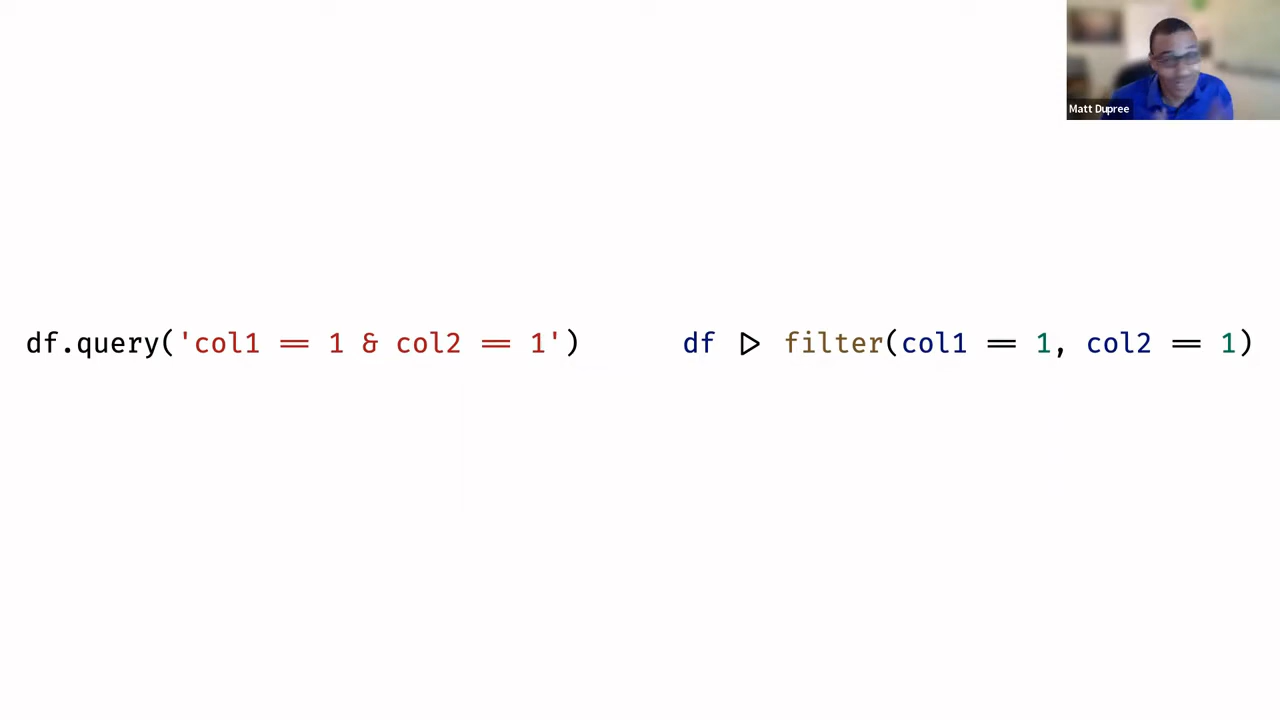 Matt Dupree
df.query('col1 == 1 & col2 == 1')
df |> filter(col1 == 1, col2 == 1)